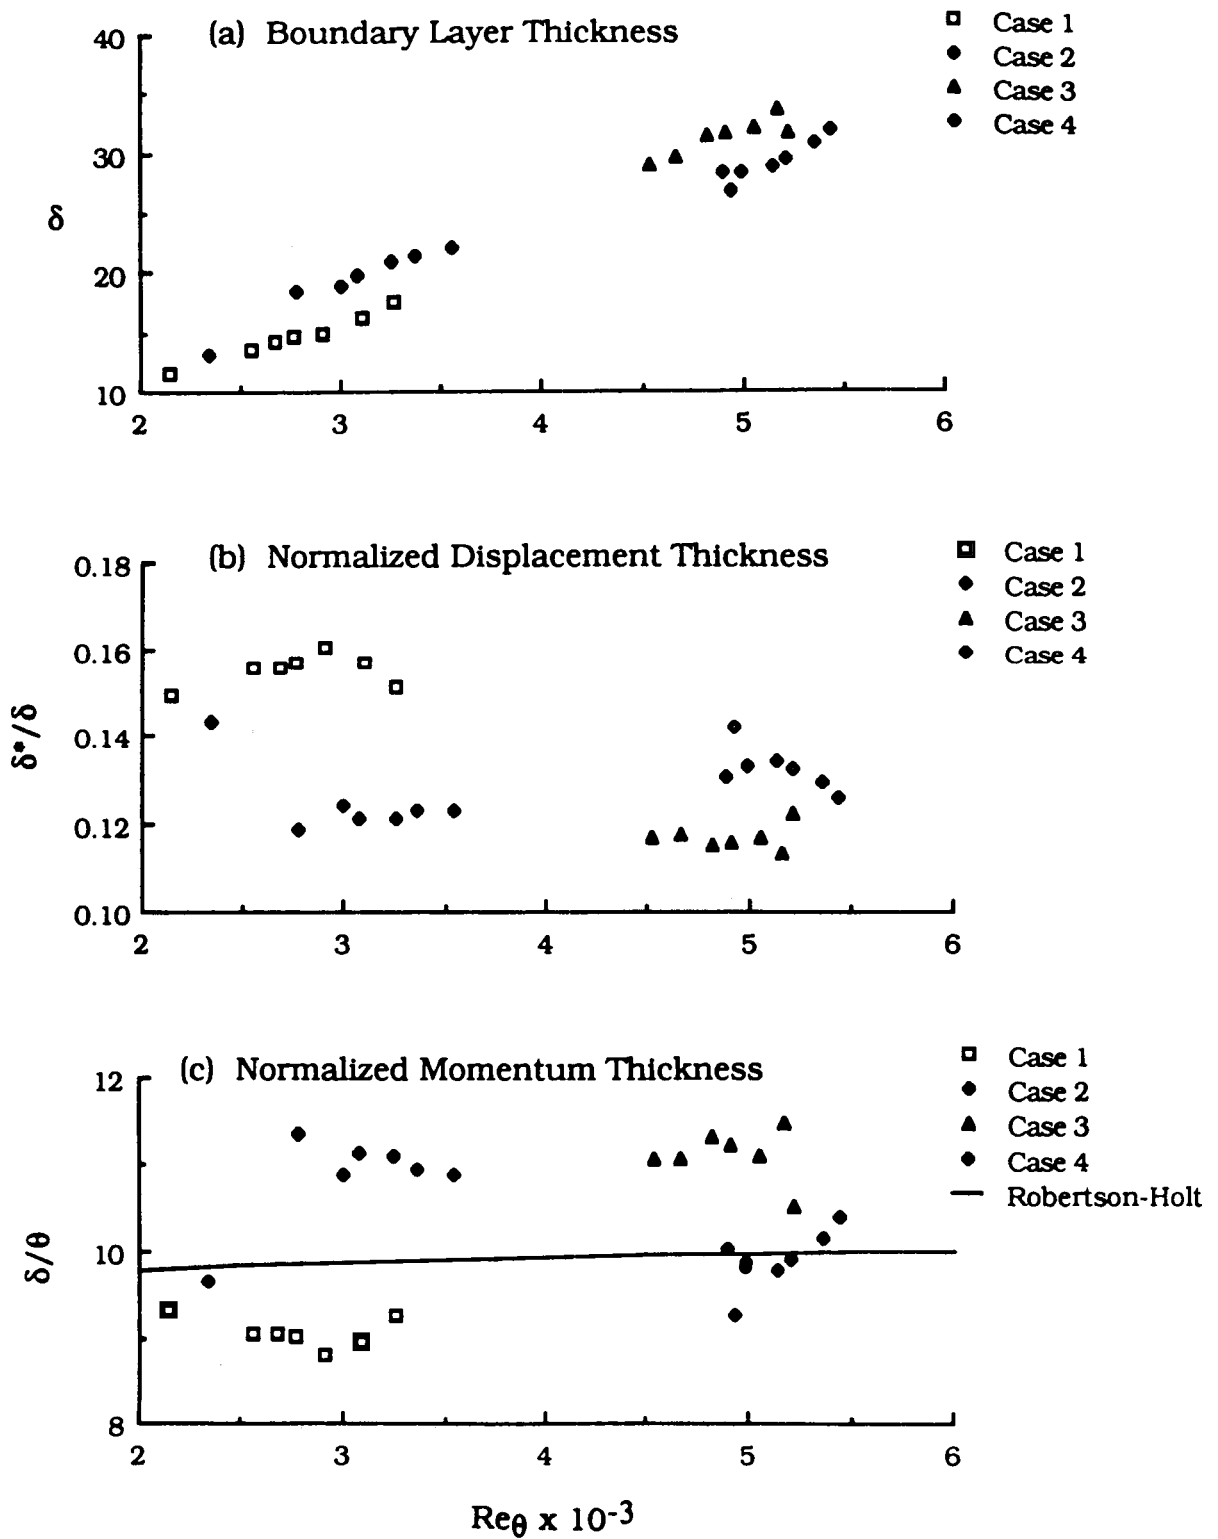 (a) Boundary Layer Thickness
Case 1
Case 2
Case 3
Case 4
40
30
20
10
δ
2 3 4 5 6
(b) Normalized Displacement Thickness
Case 1
Case 2
Case 3
Case 4
0.18
0.16
0.14
0.12
0.10
δ*/δ
2 3 4 5 6
(c) Normalized Momentum Thickness
Case 1
Case 2
Case 3
Case 4
Robertson-Holt
12
10
8
δ/θ
2 3 4 5 6
Reθ x 10-3